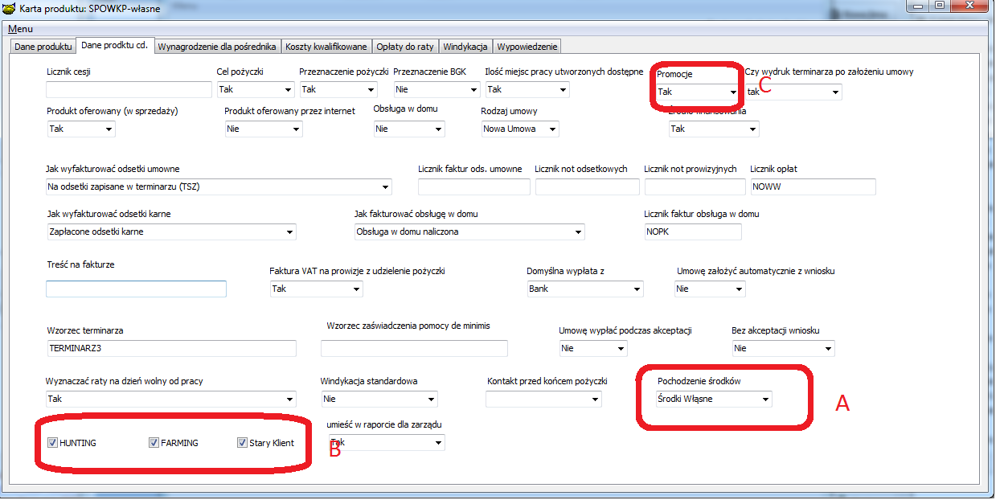 Karta produktu: SPOWKP-własne
Menu
Dane produktu Dane prodktu cd. Wynagrodzenie dla pośrednika Koszty kwalifikowane Opłaty do raty Windykacja Wypowiedzenie
Licznik cesji Cel pożyczki Przeznaczenie pożyczki Przeznaczenie BGK Ilość miejsc pracy utworzonych dostępne Promocje Czy wydruk terminarza po założeniu umowy
Tak Tak Nie Tak Tak tak C
Produkt oferowany (w sprzedaży) Produkt oferowany przez internet Obsługa w domu Rodzaj umowy finansowania
Tak Nie Nie Nowa Umowa Tak
Jak wyfakturować odsetki umowne Licznik faktur ods. umowne Licznik not odsetkowych Licznik not prowizyjnych Licznik opłat
Na odsetki zapisane w terminarzu (TSZ) NOWW
Jak wyfakturować odsetki karne Jak fakturować obsługę w domu Licznik faktur obsługa w domu
Zapłacone odsetki karne Obsługa w domu naliczona NOPK
Treść na fakturze Faktura VAT na prowizje z udzielenie pożyczki Domyślna wypłata z Umowę założyć automatycznie z wniosku
Tak Bank Nie
Wzorzec terminarza Wzorzec zaświadczenia pomocy de minimis Umowę wypłać podczas akceptacji Bez akceptacji wniosku
TERMINARZ3 Nie Nie
Wyznaczać raty na dzień wolny od pracy Windykacja standardowa Kontakt przed końcem pożyczki Pochodzenie środków
Tak Nie Środki Włąsne A
umieść w raporcie dla zarządu
HUNTING FARMING Stary Klient Tak B